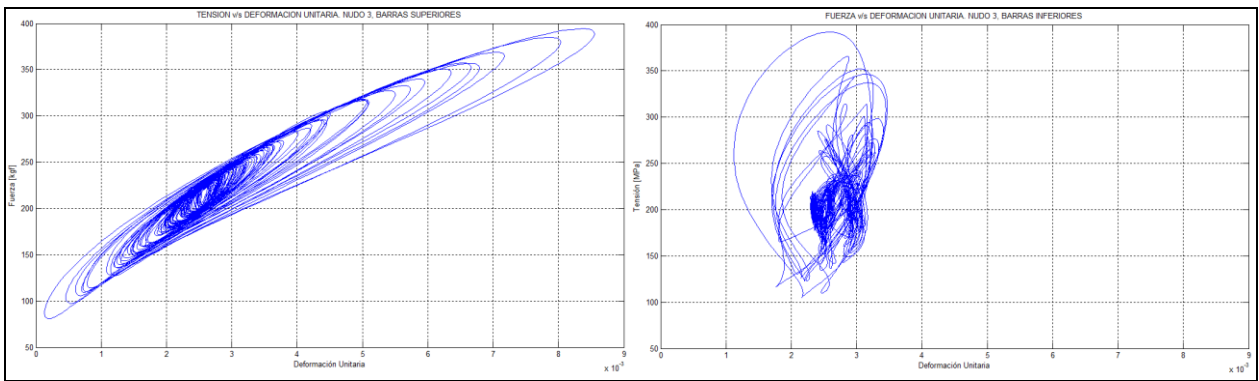 TENSION v/s DEFORMACION UNITARIA. NUDO 3, BARRAS SUPERIORES
400
350
300
250
200
150
100
50
Fuerza [kgf]
0 1 2 3 4 5 6 7 8 9
Deformación Unitaria
x 10⁻³
FUERZA v/s DEFORMACION UNITARIA. NUDO 3, BARRAS INFERIORES
400
350
300
250
200
150
100
50
Tensión [MPa]
0 1 2 3 4 5 6 7 8 9
Deformación Unitaria
x 10⁻³